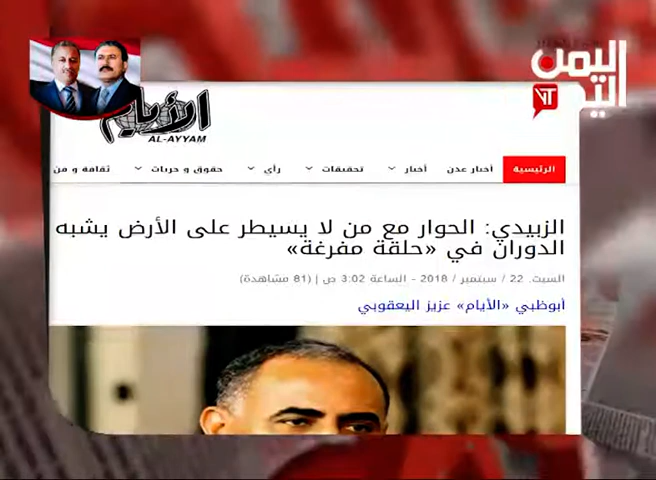 اليمن
اليوم
YT
الأيام
AL-AYYAM
الرئيسية
أخبار عدن
أخبار
تحقيقات
رأي
حقوق و حريات
ثقافة و فن
الزبيدي: الحوار مع من لا يسيطر على الأرض يشبه
الدوران في «حلقة مفرغة»
السبت, 22 / سبتمبر / 2018 - الساعة 3:02 ص | (81 مشاهدة)
أبوظبي «الأيام» عزيز اليعقوبي